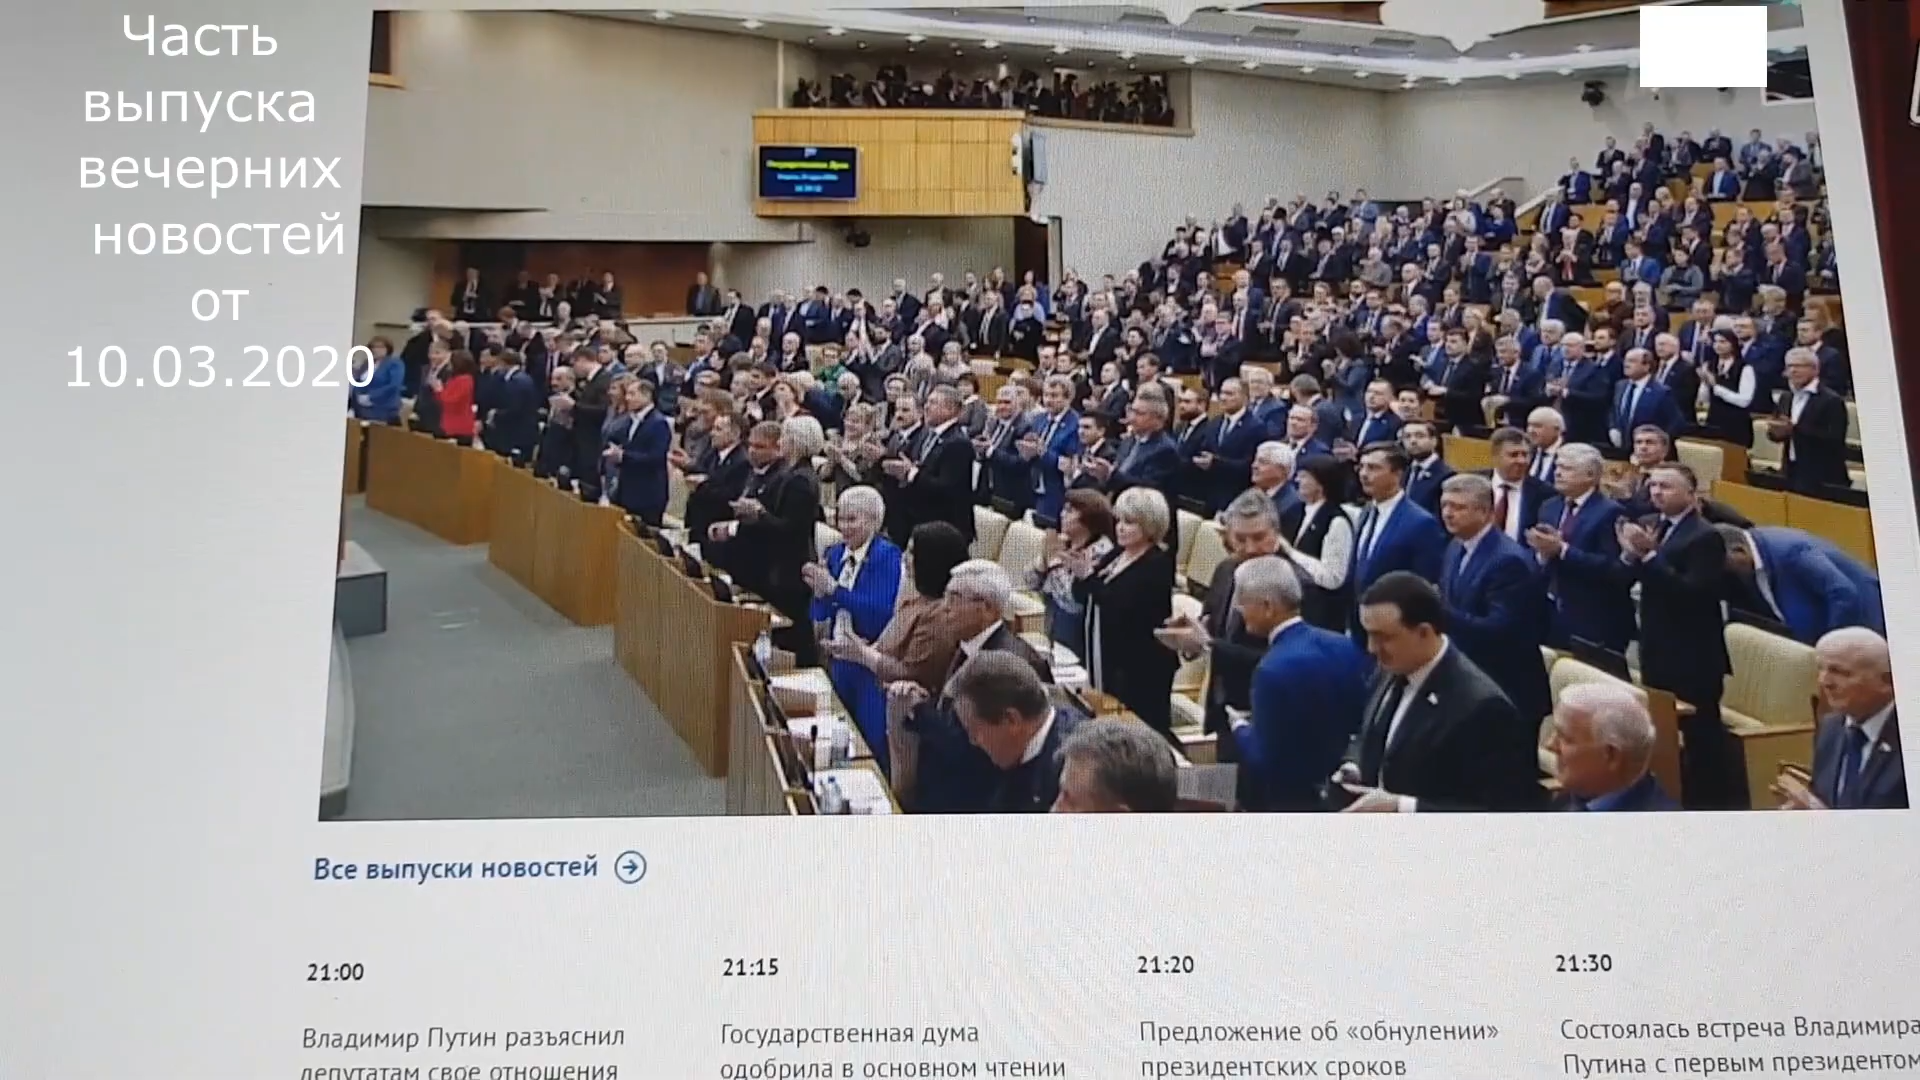 Часть
выпуска
вечерних
новостей
от
10.03.2020
Все выпуски новостей
21:00
Владимир Путин разъяснил
депутатам свое отношения
21:15
Государственная дума
одобрила в основном чтении
21:20
Предложение об «обнулении»
президентских сроков
21:30
Состоялась встреча Владимира
Путина с первым президентом